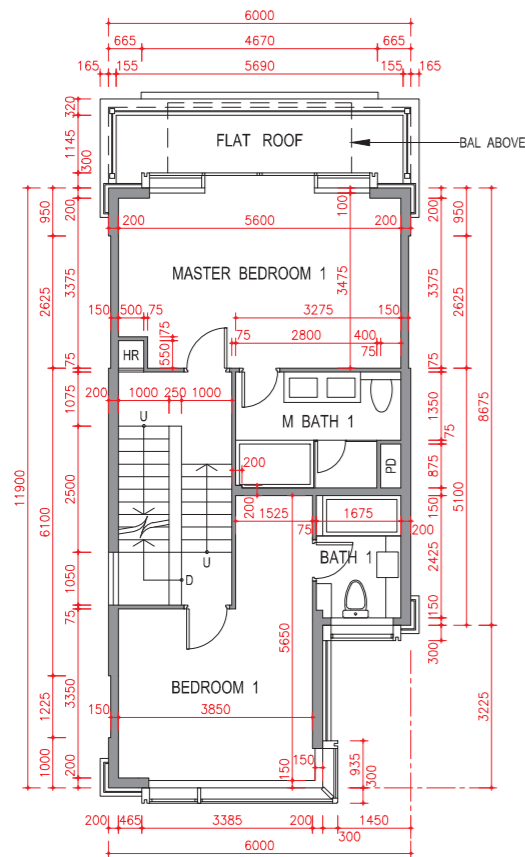 6000
665 4670 665
165 155 5690 155 165
320
1145
300
FLAT ROOF
BAL ABOVE
950 200 200 5600 200 100 200 950
MASTER BEDROOM 1
2625 3375 3475 3375 2625
150 500 75 3275 150
75 2800 400
75
75 550 75 75
HR
200 1000 250 1000
1075 U 1350
M BATH 1
75
8675
200 PD 875
11900
2500 200 1525 1675 150 200
5100
6100 75
BATH 1
2425
U
1050 D
75 150
300
5650
3350
BEDROOM 1
1225 150 3850 3225
1000 200 150 150 935 300
200 465 3385 200 1450
300
6000